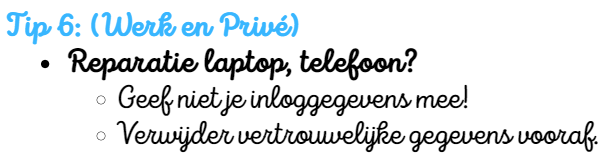 Tip 6: (Werk en Privé)
Reparatie laptop, telefoon?
Geef niet je inloggegevens mee!
Verwijder vertrouwelijke gegevens vooraf.